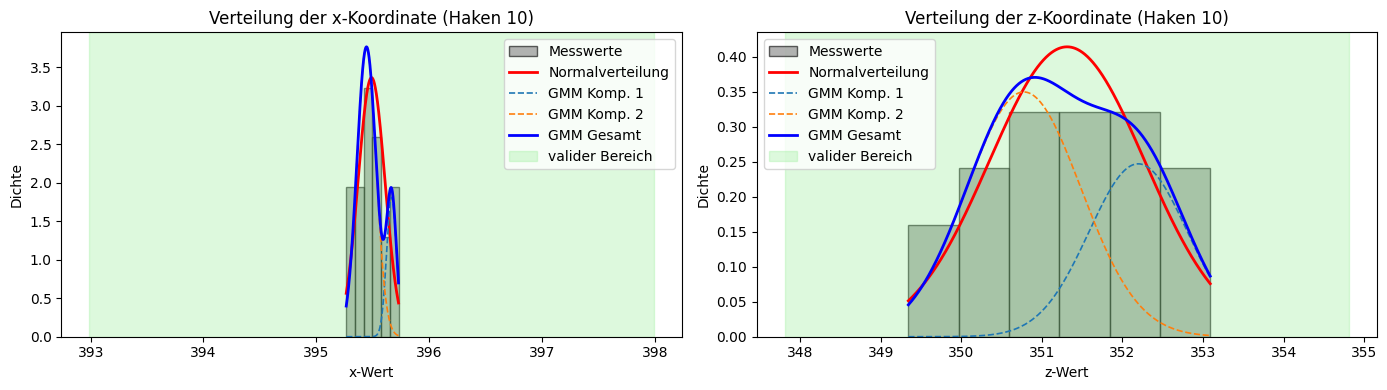 Verteilung der x-Koordinate (Haken 10)
Dichte
3.5
3.0
2.5
2.0
1.5
1.0
0.5
0.0
393
394
395
396
397
398
x-Wert
Messwerte
Normalverteilung
GMM Komp. 1
GMM Komp. 2
GMM Gesamt
valider Bereich
Verteilung der z-Koordinate (Haken 10)
Dichte
0.40
0.35
0.30
0.25
0.20
0.15
0.10
0.05
0.00
348
349
350
351
352
353
354
355
z-Wert
Messwerte
Normalverteilung
GMM Komp. 1
GMM Komp. 2
GMM Gesamt
valider Bereich